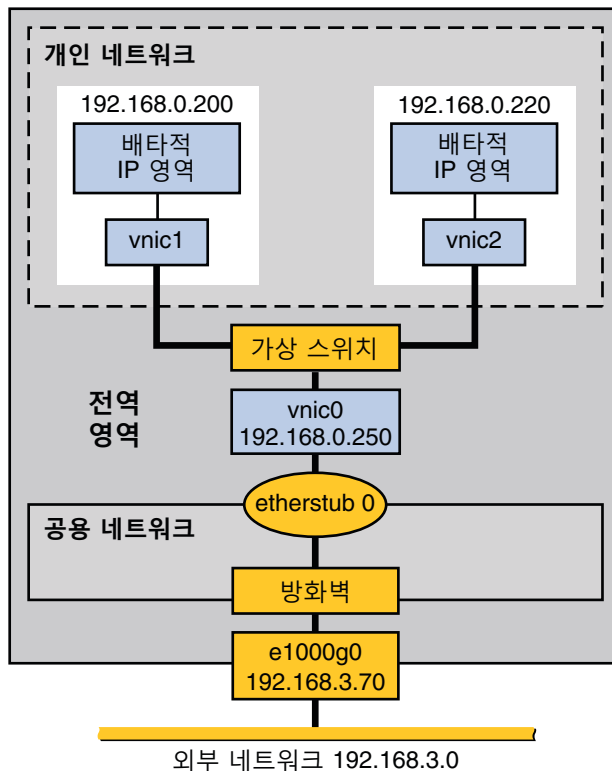 개인 네트워크
192.168.0.200
배타적
IP 영역
vnic1
192.168.0.220
배타적
IP 영역
vnic2
가상 스위치
전역
영역
vnic0
192.168.0.250
etherstub 0
공용 네트워크
방화벽
e1000g0
192.168.3.70
외부 네트워크 192.168.3.0